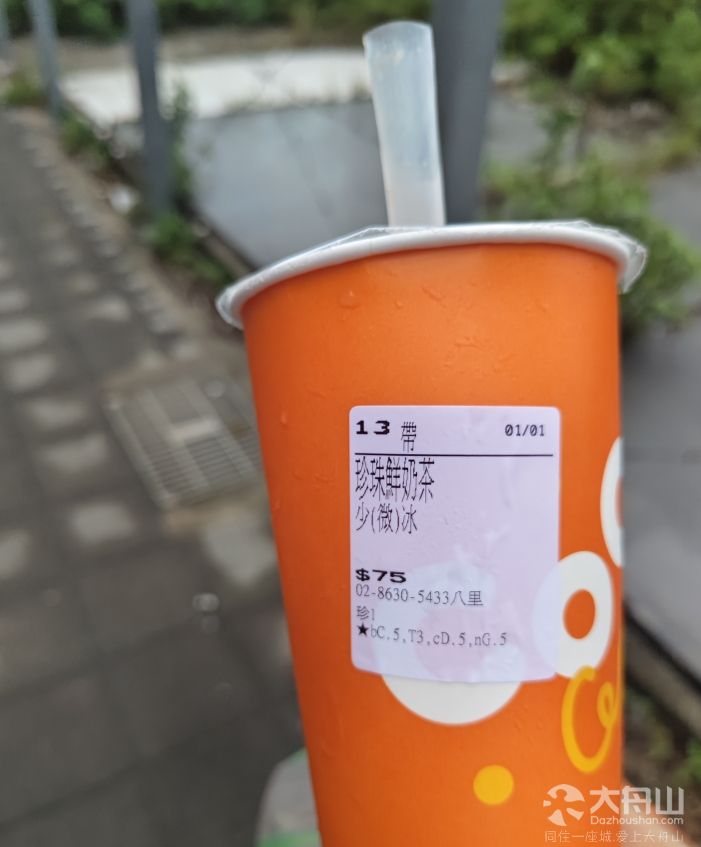 13 帶 01/01
珍珠鮮奶茶
少(微)冰
$75
02-8630-5433八里
珍1
★bC.5,T3,cD.5,nG.5
大舟山
Dazhoushan.com
同住一座城.爱上大舟山